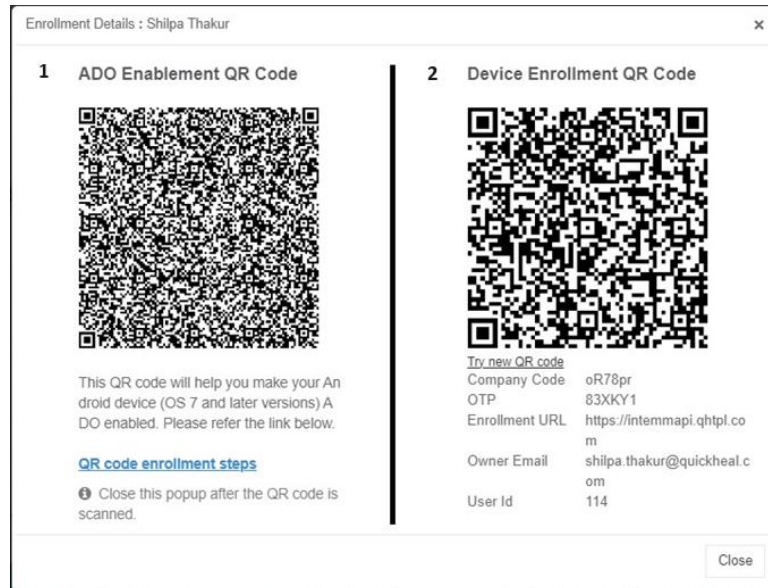 Enrollment Details : Shilpa Thakur ×
1 ADO Enablement QR Code
This QR code will help you make your An
droid device (OS 7 and later versions) A
DO enabled. Please refer the link below.
QR code enrollment steps
Close this popup after the QR code is
scanned.
2 Device Enrollment QR Code
Try new QR code
Company Code oR78pr
OTP 83XKY1
Enrollment URL https://intemmapi.qhtpl.co
m
Owner Email shilpa.thakur@quickheal.c
om
User Id 114
Close